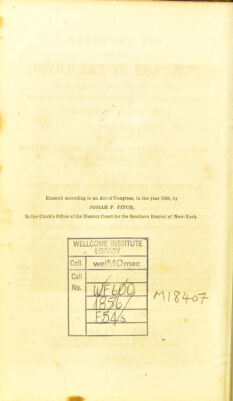 Entered according to an Act of Congress, in the year 1856, by
JOSIAH P. FITCH,
In the Clerk's Office of the District Court for the Southern District of New-York.
WELLCOME INSTITUTE
LIBRARY
Coll. welMOmec
Call
No. WF600
1856/
F54s
M18407